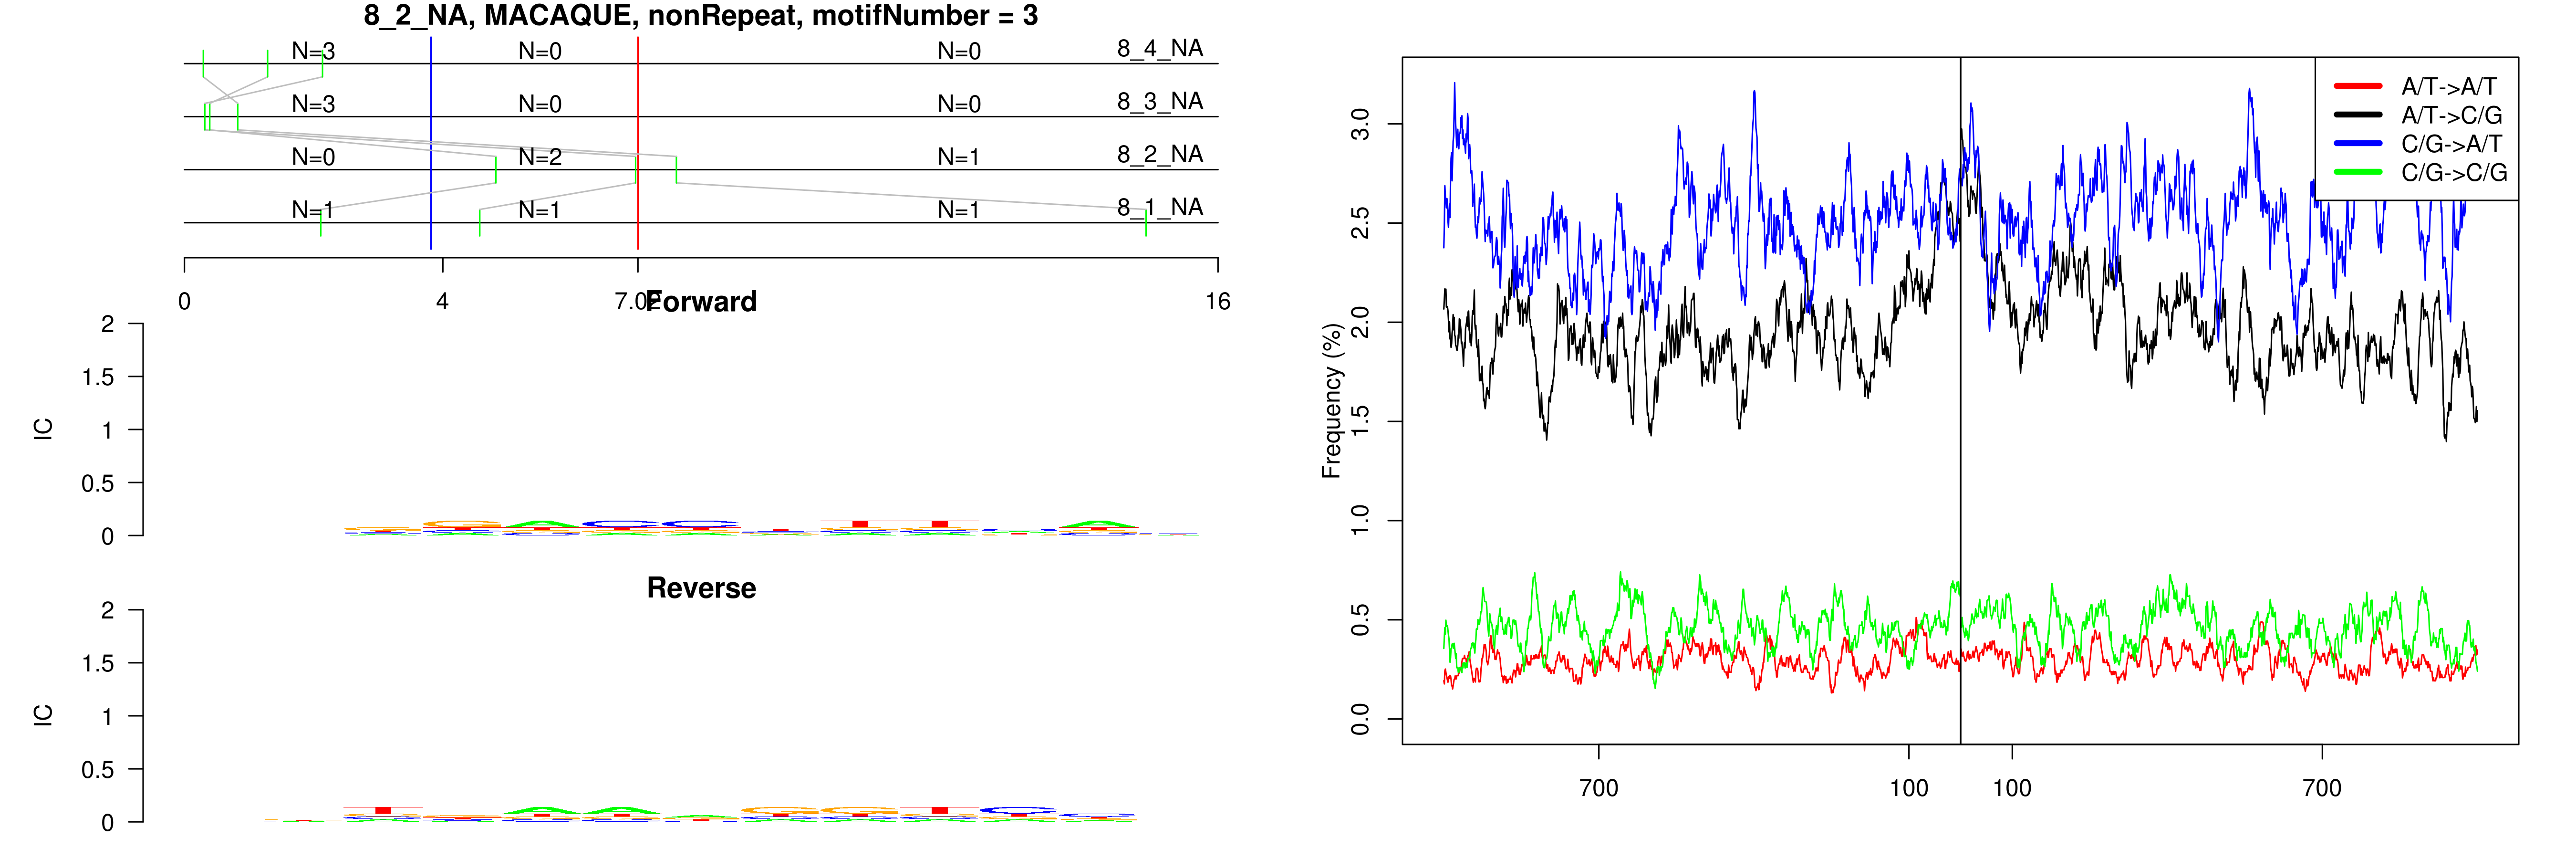 8_2_NA, MACAQUE, nonRepeat, motifNumber = 3
N=3 N=0 N=0 8_4_NA
N=3 N=0 N=0 8_3_NA
N=0 N=2 N=1 8_2_NA
N=1 N=1 N=1 8_1_NA
0 4 7.02 16
Forward
2
1.5
1
0.5
0
IC
Reverse
2
1.5
1
0.5
0
IC
A/T->A/T
A/T->C/G
C/G->A/T
C/G->C/G
3.0
2.5
2.0
1.5
1.0
0.5
0.0
Frequency (%)
700 100 100 700